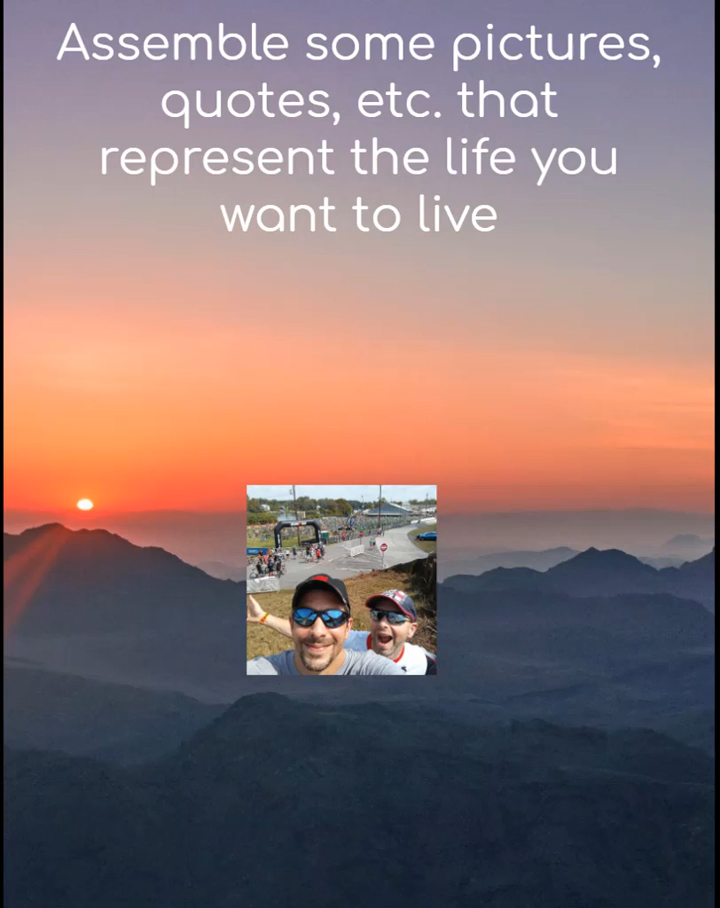 Assemble some pictures,
quotes, etc. that
represent the life you
want to live